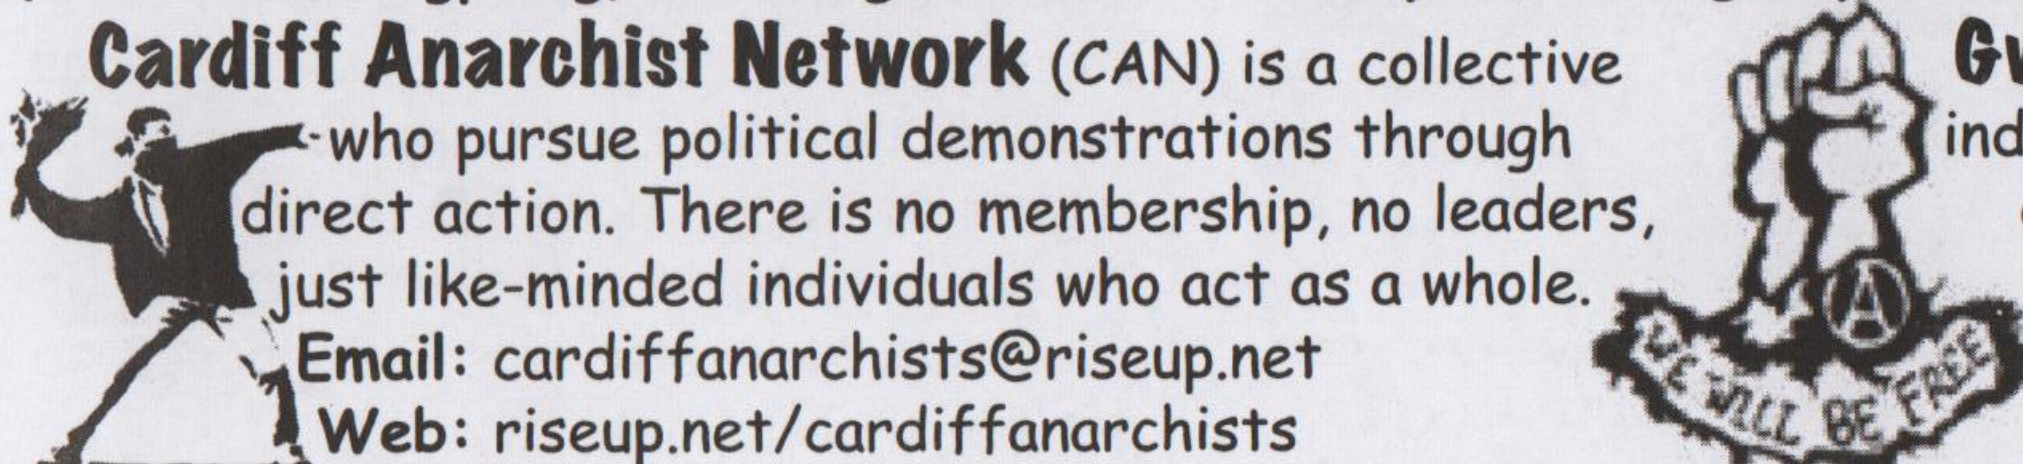 Cardiff Anarchist Network (CAN) is a collective
who pursue political demonstrations through
direct action. There is no membership, no leaders,
just like-minded individuals who act as a whole.
Email: cardiffanarchists@riseup.net
Web: riseup.net/cardiffanarchists
A
WE WILL BE FREE